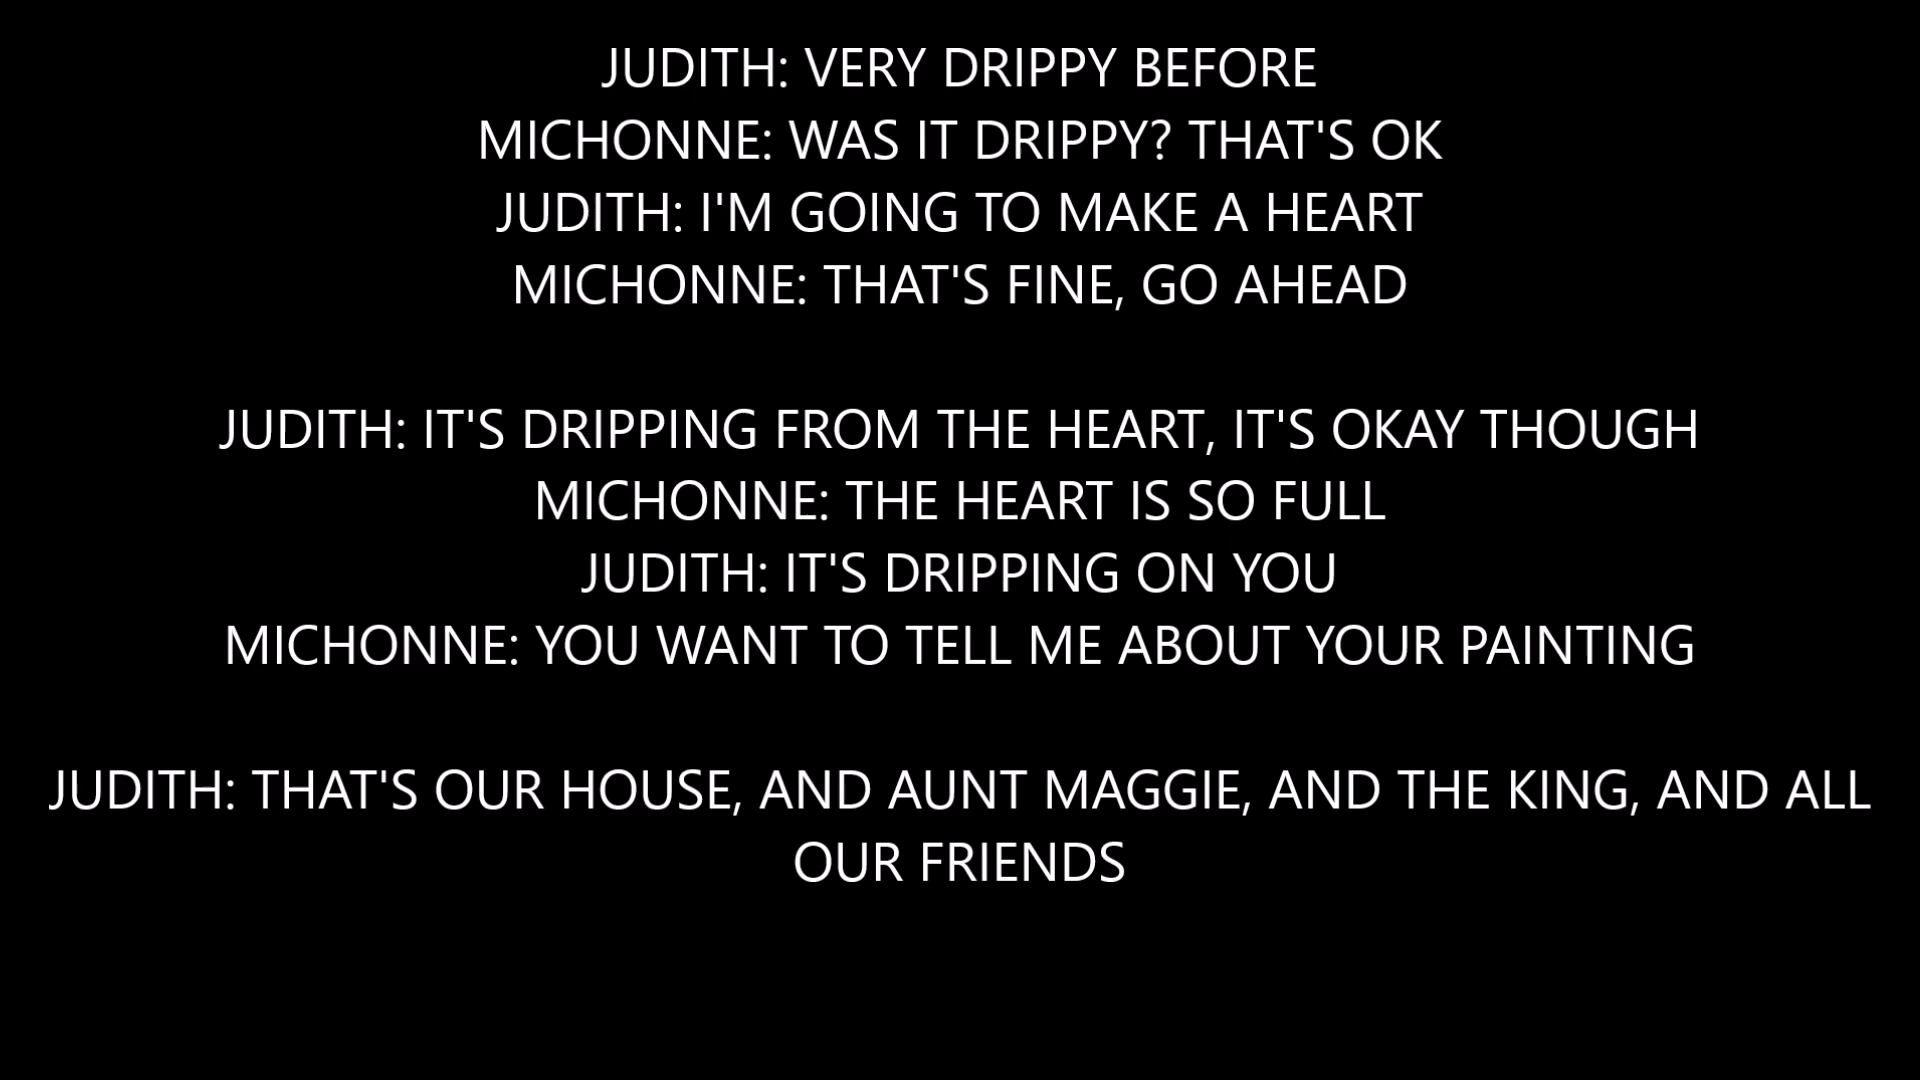 JUDITH: VERY DRIPPY BEFORE
MICHONNE: WAS IT DRIPPY? THAT'S OK
JUDITH: I'M GOING TO MAKE A HEART
MICHONNE: THAT'S FINE, GO AHEAD
JUDITH: IT'S DRIPPING FROM THE HEART, IT'S OKAY THOUGH
MICHONNE: THE HEART IS SO FULL
JUDITH: IT'S DRIPPING ON YOU
MICHONNE: YOU WANT TO TELL ME ABOUT YOUR PAINTING
JUDITH: THAT'S OUR HOUSE, AND AUNT MAGGIE, AND THE KING, AND ALL
OUR FRIENDS